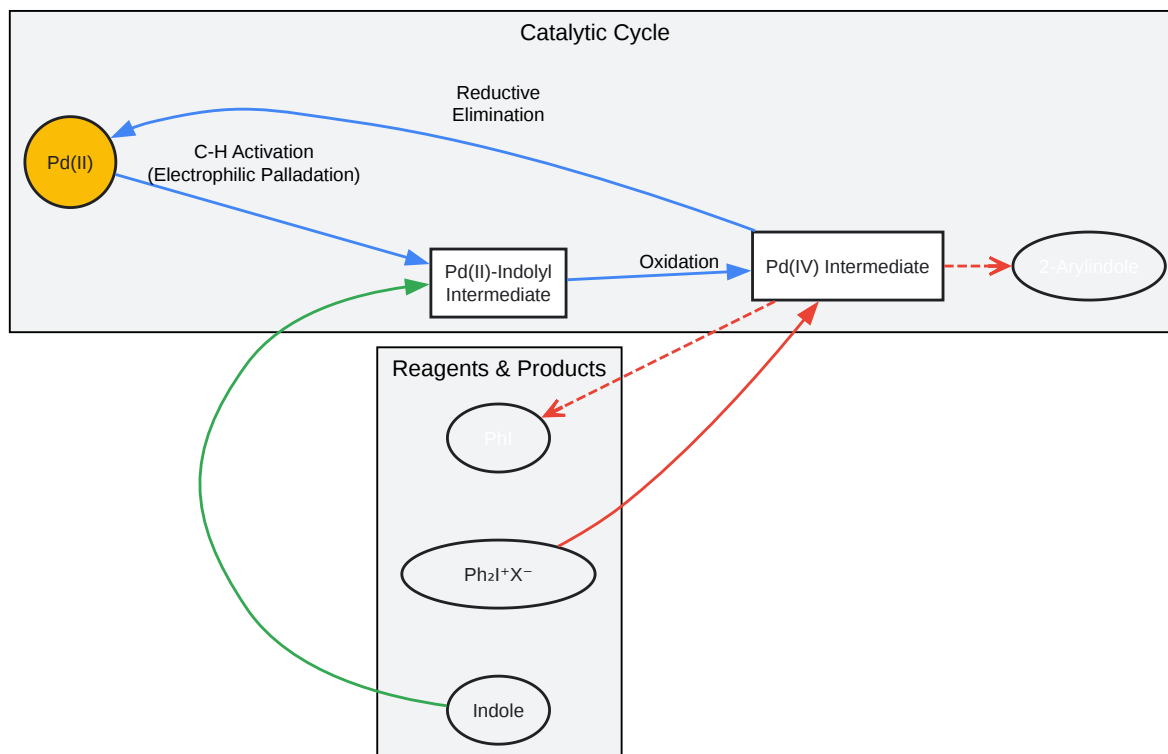 Catalytic Cycle
Reductive
Elimination
Pd(II)
C-H Activation
(Electrophilic Palladation)
Pd(II)-Indolyl
Intermediate
Oxidation
Pd(IV) Intermediate
2-Arylindole
Reagents & Products
PhI
Ph₂I⁺X⁻
Indole